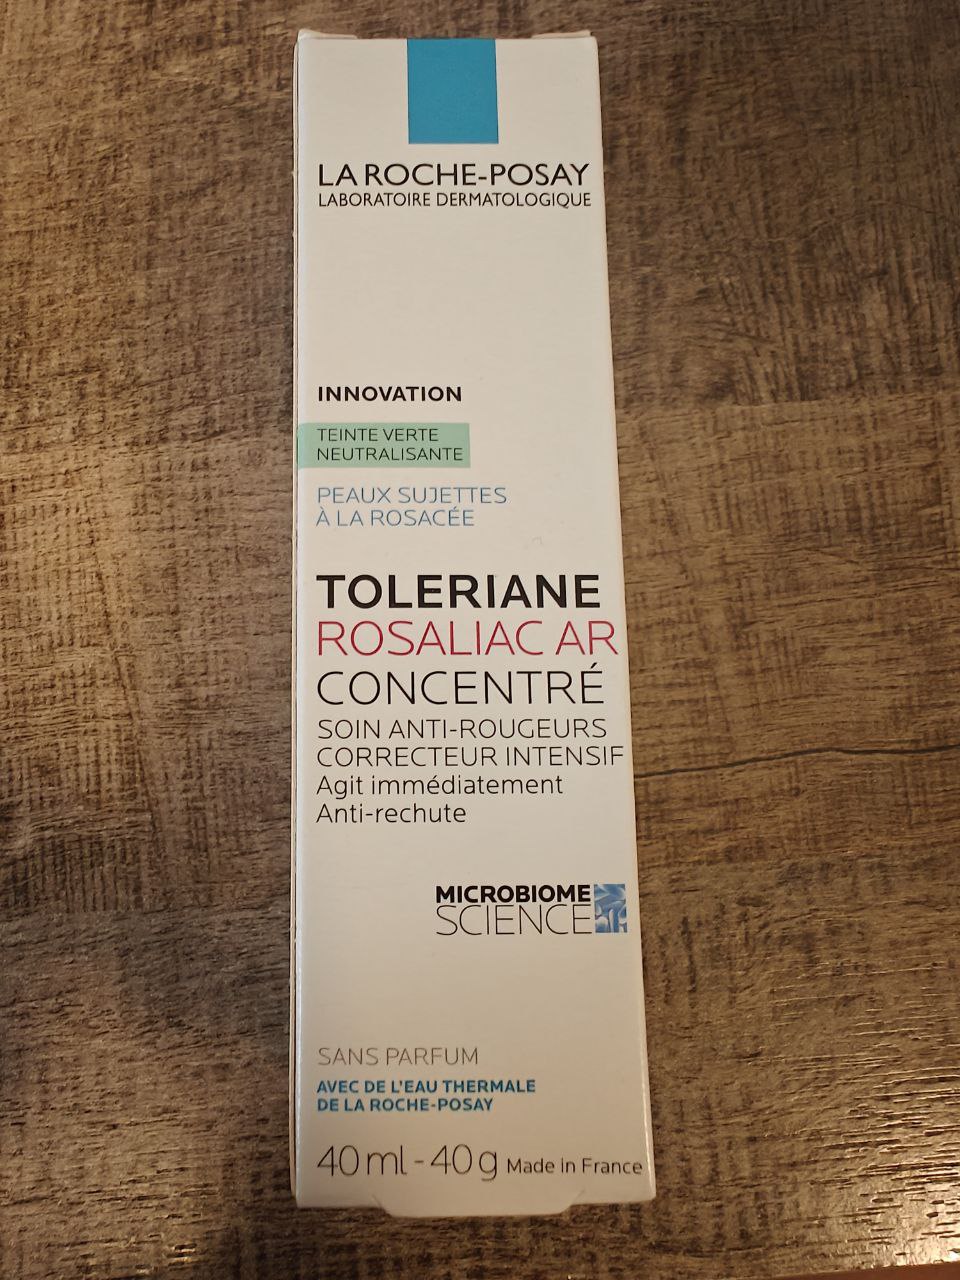 LA ROCHE-POSAY
LABORATOIRE DERMATOLOGIQUE
INNOVATION
TEINTE VERTE
NEUTRALISANTE
PEAUX SUJETTES
À LA ROSACÉE
TOLERIANE
ROSALIAC AR
CONCENTRÉ
SOIN ANTI-ROUGEURS
CORRECTEUR INTENSIF
Agit immédiatement
Anti-rechute
MICROBIOME
SCIENCE
SANS PARFUM
AVEC DE L'EAU THERMALE
DE LA ROCHE-POSAY
40 ml - 40 g Made in France